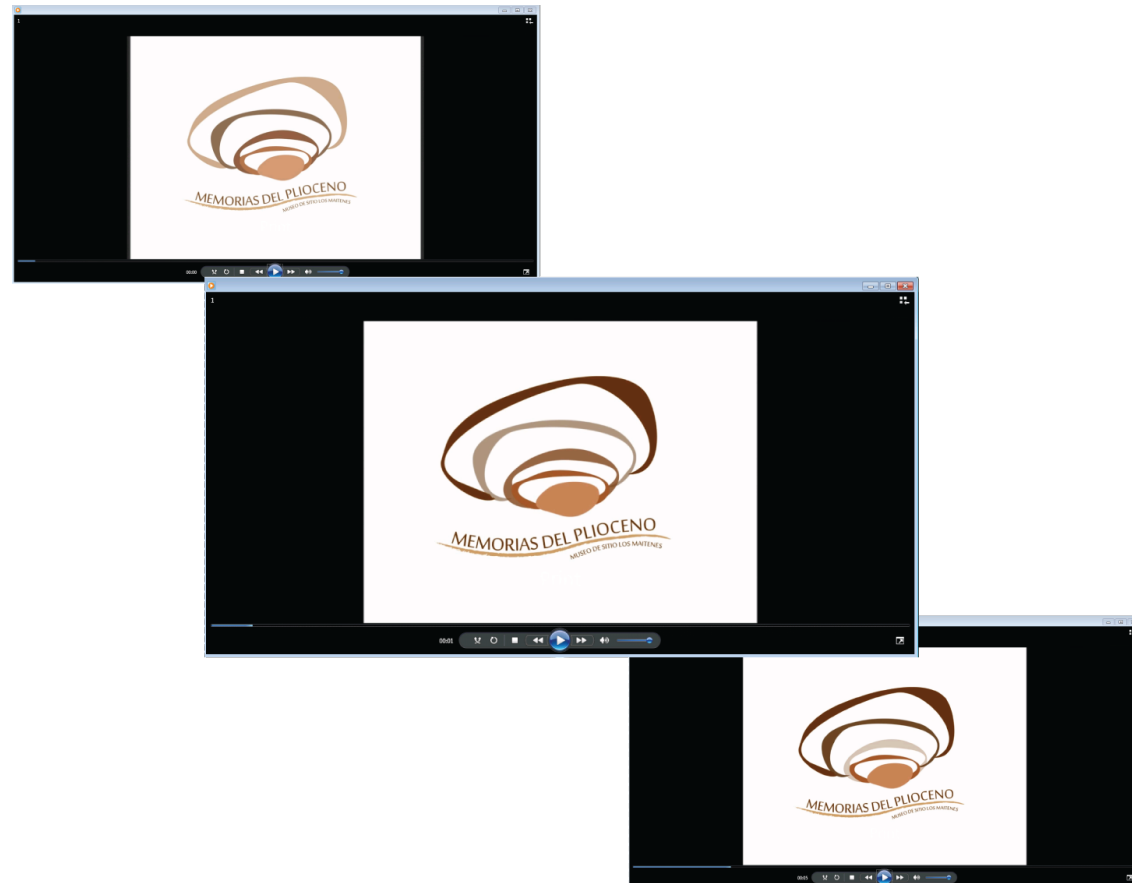 1
MEMORIAS DEL PLIOCENO
MUSEO DE SITIO LOS MAITENES
00:00
1
MEMORIAS DEL PLIOCENO
MUSEO DE SITIO LOS MAITENES
00:01
MEMORIAS DEL PLIOCENO
MUSEO DE SITIO LOS MAITENES
00:03